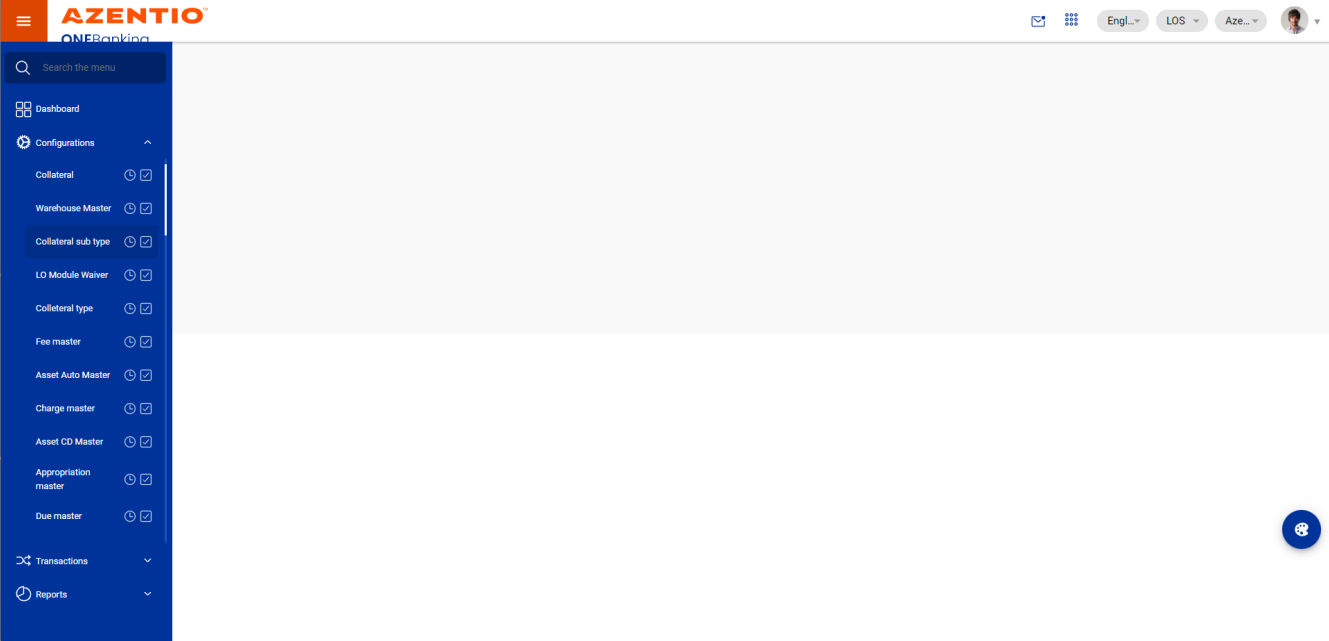 AZENTIO™
ONEBanking
Engl...
LOS
Aze...
Search the menu
Dashboard
Configurations
Collateral
Warehouse Master
Collateral sub type
LO Module Waiver
Colleteral type
Fee master
Asset Auto Master
Charge master
Asset CD Master
Appropriation
master
Due master
Transactions
Reports